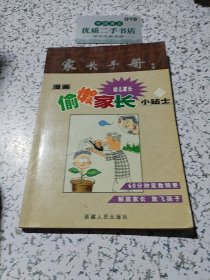 019
优质二手书店
家长手册
漫画
幼儿家长
偷懒家长
小贴士
60分钟家教精要
解放家长 放飞孩子
西藏人民出版社